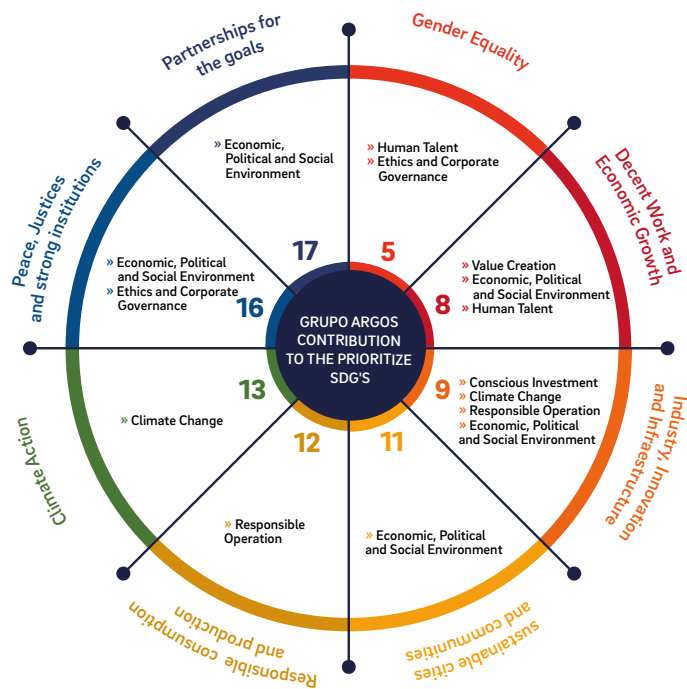 Partnerships for
the goals
Gender Equality
Decent Work and
Economic Growth
Industry, Innovation
and Infrastructure
sustainable cities
and communities
Responsible consumption
and production
Climate Action
Peace, Justices
and strong institutions
» Economic,
Political and Social
Environment
17
» Human Talent
» Ethics and Corporate
Governance
5
» Value Creation
» Economic, Political
and Social Environment
» Human Talent
8
» Conscious Investment
» Climate Change
» Responsible Operation
» Economic, Political
and Social Environment
9
» Economic, Political
and Social Environment
11
» Responsible
Operation
12
» Climate Change
13
» Economic, Political
and Social Environment
» Ethics and Corporate
Governance
16
GRUPO ARGOS
CONTRIBUTION
TO THE PRIORITIZE
SDG'S